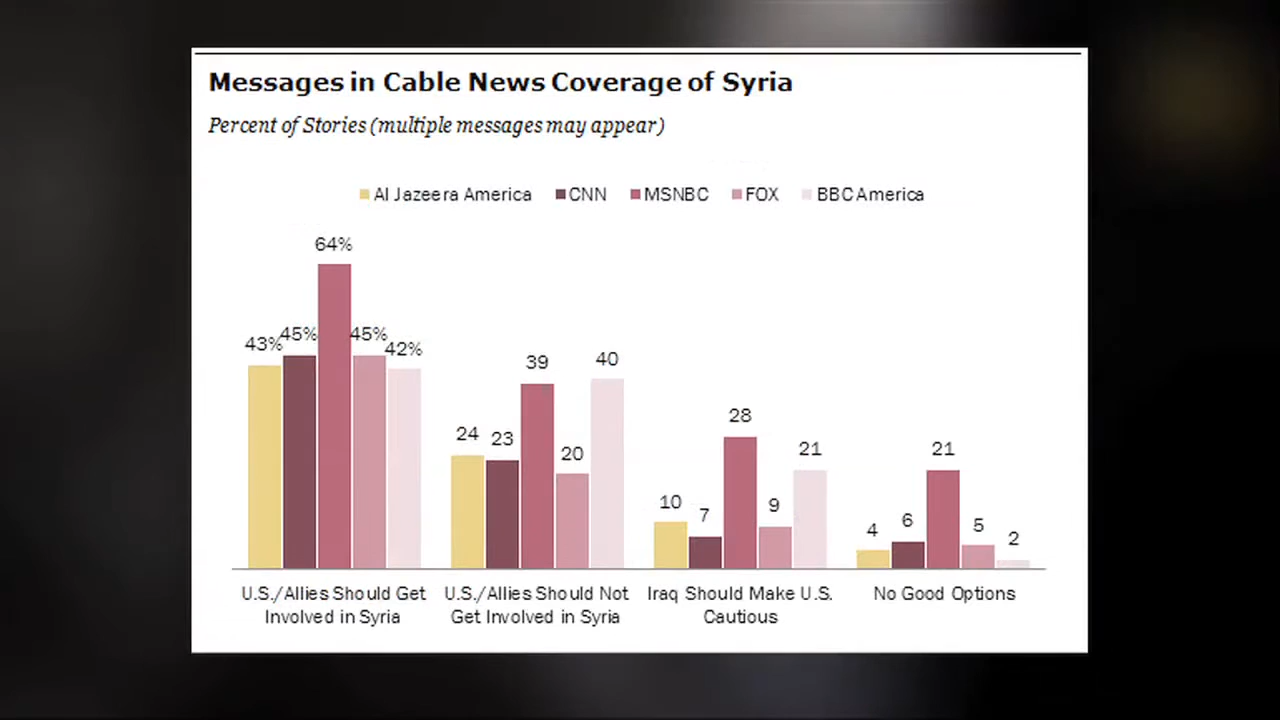 Messages in Cable News Coverage of Syria
Percent of Stories (multiple messages may appear)
Al Jazeera America CNN MSNBC FOX BBC America
43% 45% 64% 45% 42%
24 23 39 20 40
10 7 28 9 21
4 6 21 5 2
U.S./Allies Should Get
Involved in Syria
U.S./Allies Should Not
Get Involved in Syria
Iraq Should Make U.S.
Cautious
No Good Options